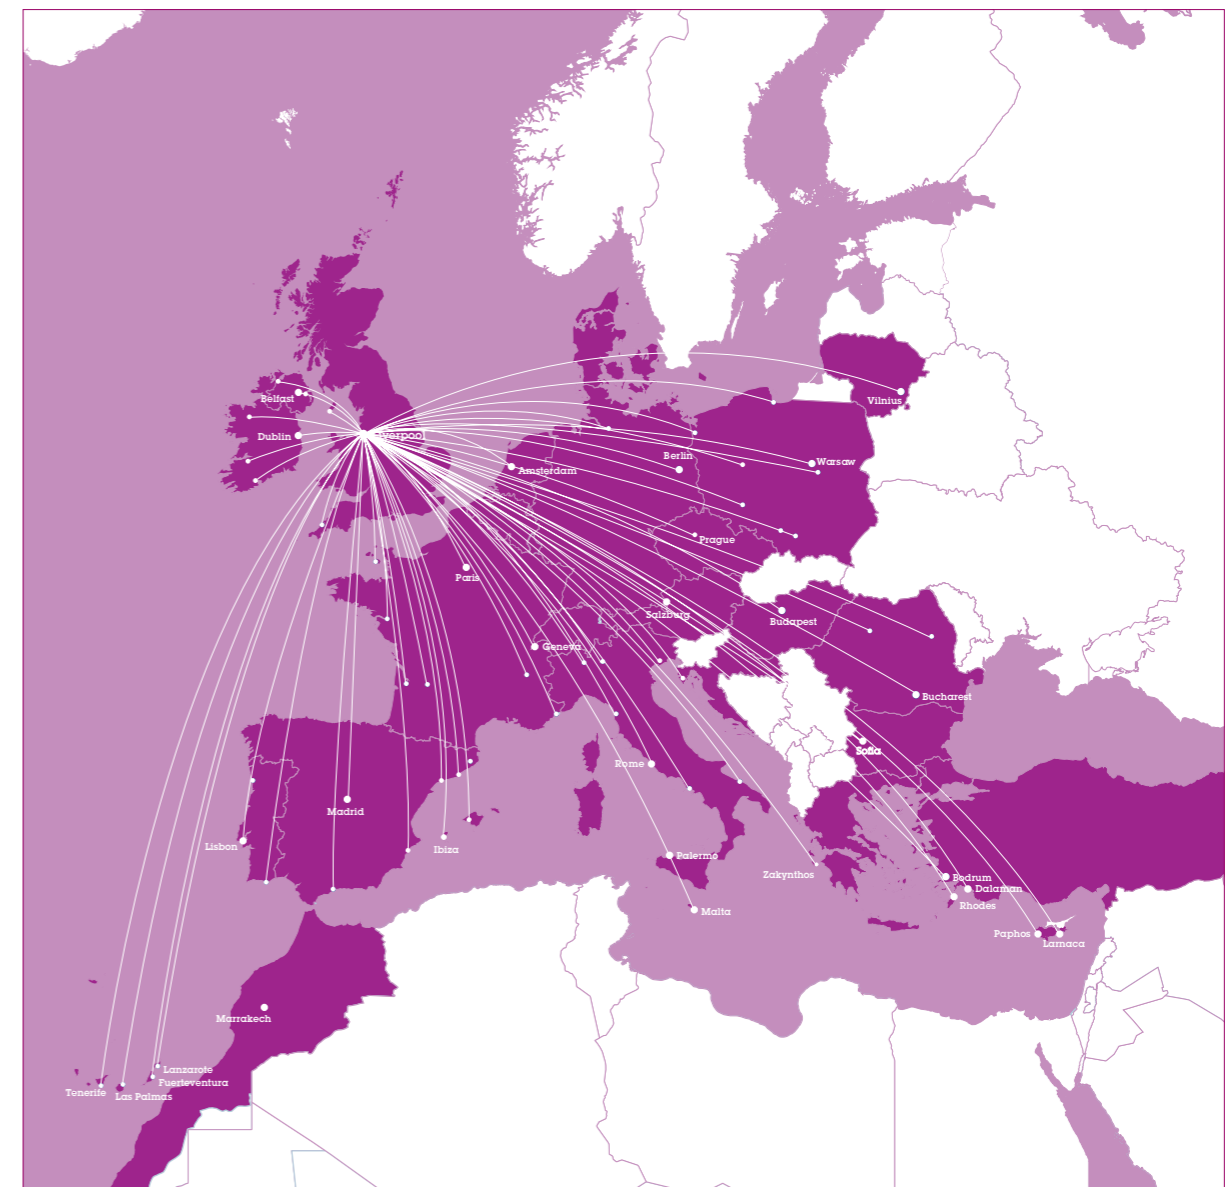 Vilnius
Belfast
Dublin
Liverpool
Berlin
Warsaw
Amsterdam
Prague
Paris
Salzburg
Budapest
Geneva
Bucharest
Sofia
Rome
Madrid
Lisbon
Ibiza
Palermo
Zakynthos
Bodrum
Dalaman
Rhodes
Malta
Paphos
Larnaca
Marrakech
Lanzarote
Fuerteventura
Tenerife
Las Palmas